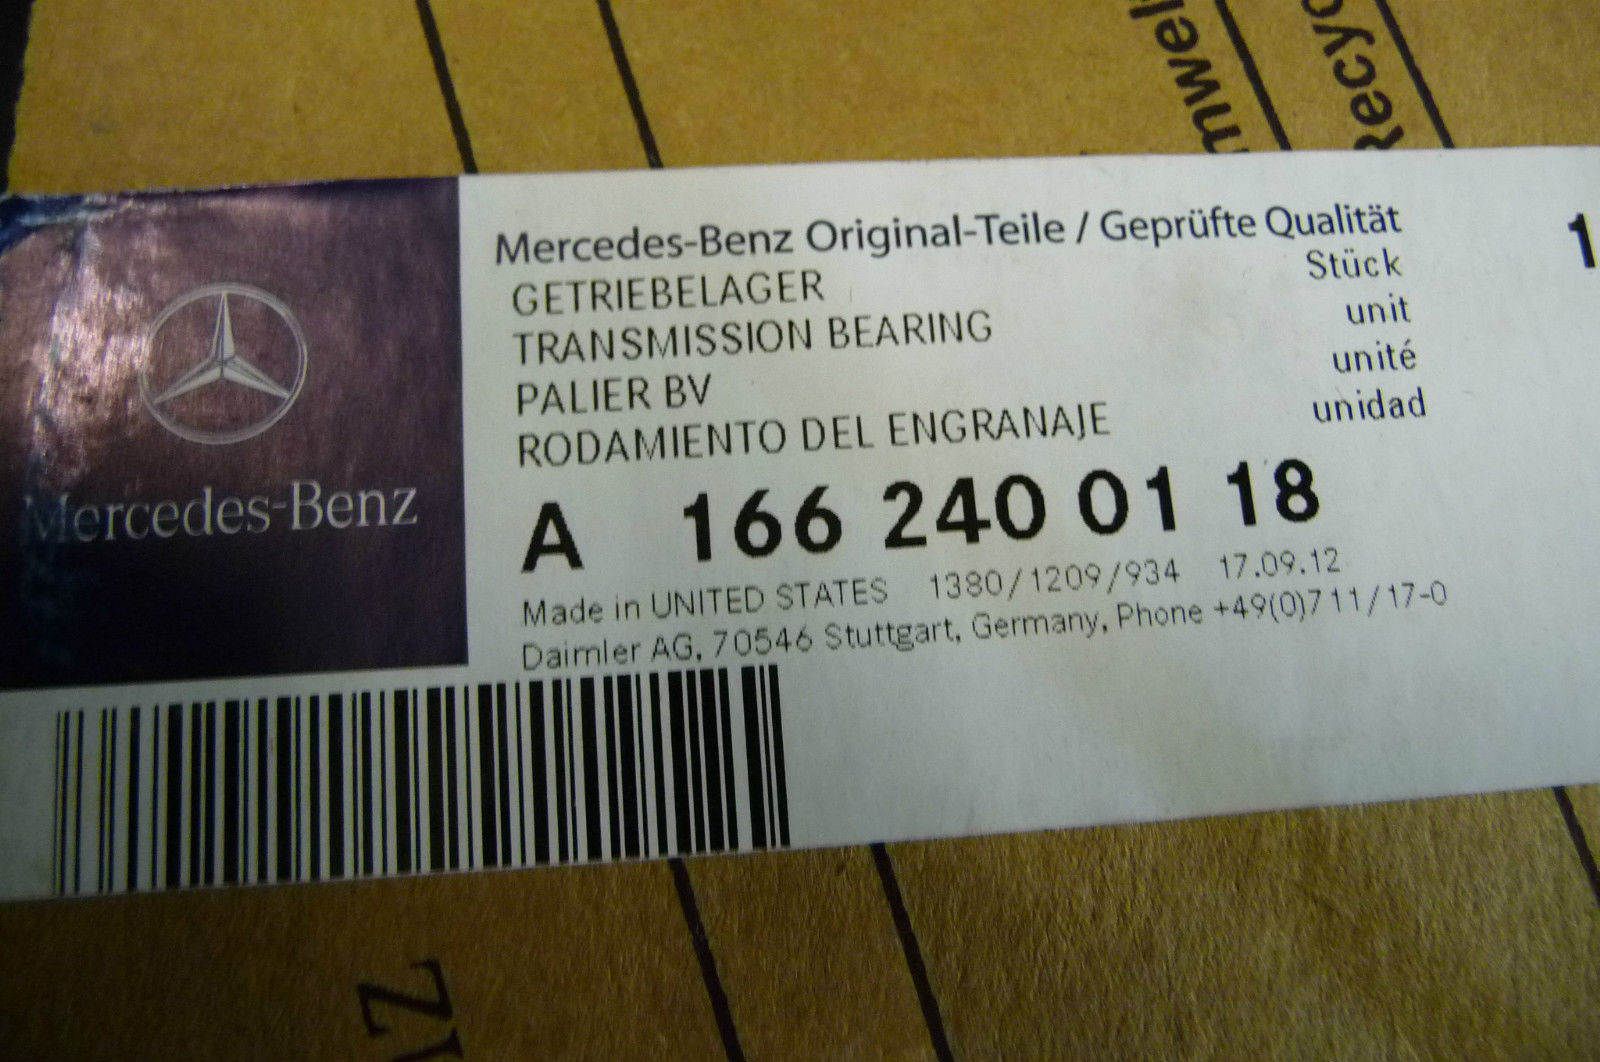 Mercedes-Benz Original-Teile / Geprüfte Qualität
GETRIEBELAGER Stück 1
TRANSMISSION BEARING unit
PALIER BV unité
RODAMIENTO DEL ENGRANAJE unidad
A 166 240 01 18
Made in UNITED STATES 1380/1209/934 17.09.12
Daimler AG, 70546 Stuttgart, Germany, Phone +49(0)711/17-0
Mercedes-Benz